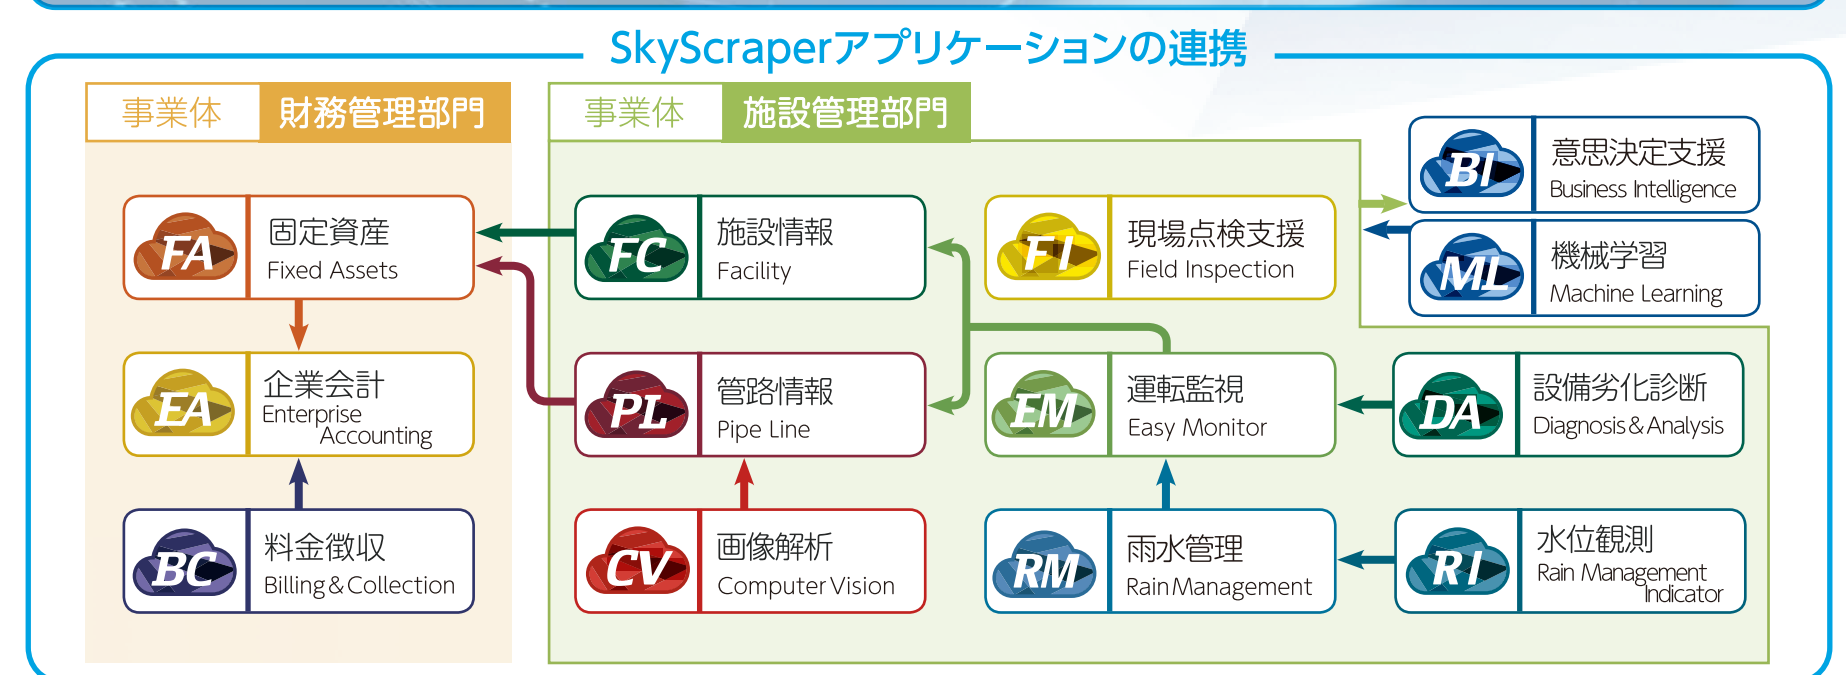 SkyScraperアプリケーションの連携
事業体 財務管理部門
事業体 施設管理部門
FA 固定資産
Fixed Assets
EA 企業会計
Enterprise
Accounting
BC 料金徴収
Billing & Collection
FC 施設情報
Facility
PL 管路情報
Pipe Line
CV 画像解析
Computer Vision
FI 現場点検支援
Field Inspection
EM 運転監視
Easy Monitor
RM 雨水管理
Rain Management
BI 意思決定支援
Business Intelligence
ML 機械学習
Machine Learning
DA 設備劣化診断
Diagnosis & Analysis
RI 水位観測
Rain Management
Indicator